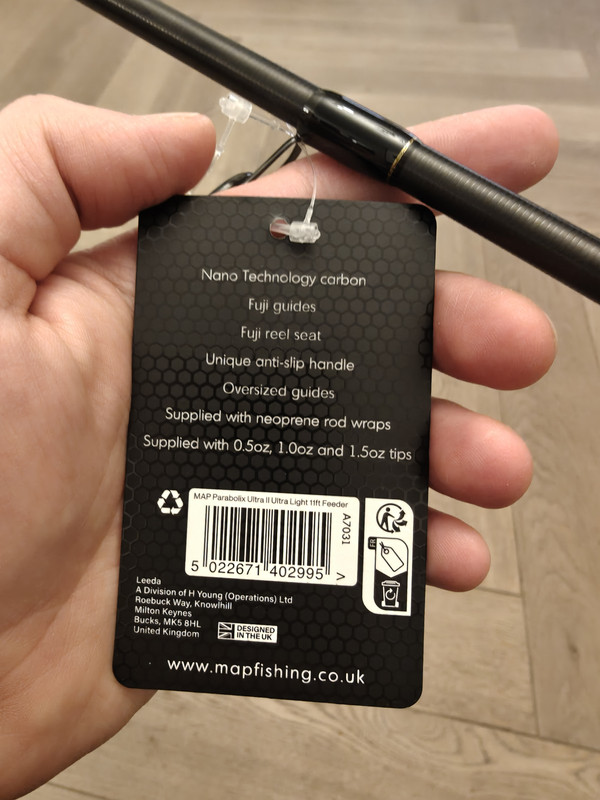 Nano Technology carbon
Fuji guides
Fuji reel seat
Unique anti-slip handle
Oversized guides
Supplied with neoprene rod wraps
Supplied with 0.5oz, 1.0oz and 1.5oz tips
MAP Parabolix Ultra II Ultra Light 11ft Feeder
A7031
5 022671 402995 >
FR
Leeda
A Division of H Young (Operations) Ltd
Roebuck Way, Knowlhill
Milton Keynes
Bucks, MK5 8HL
United Kingdom
DESIGNED
IN THE UK
www.mapfishing.co.uk